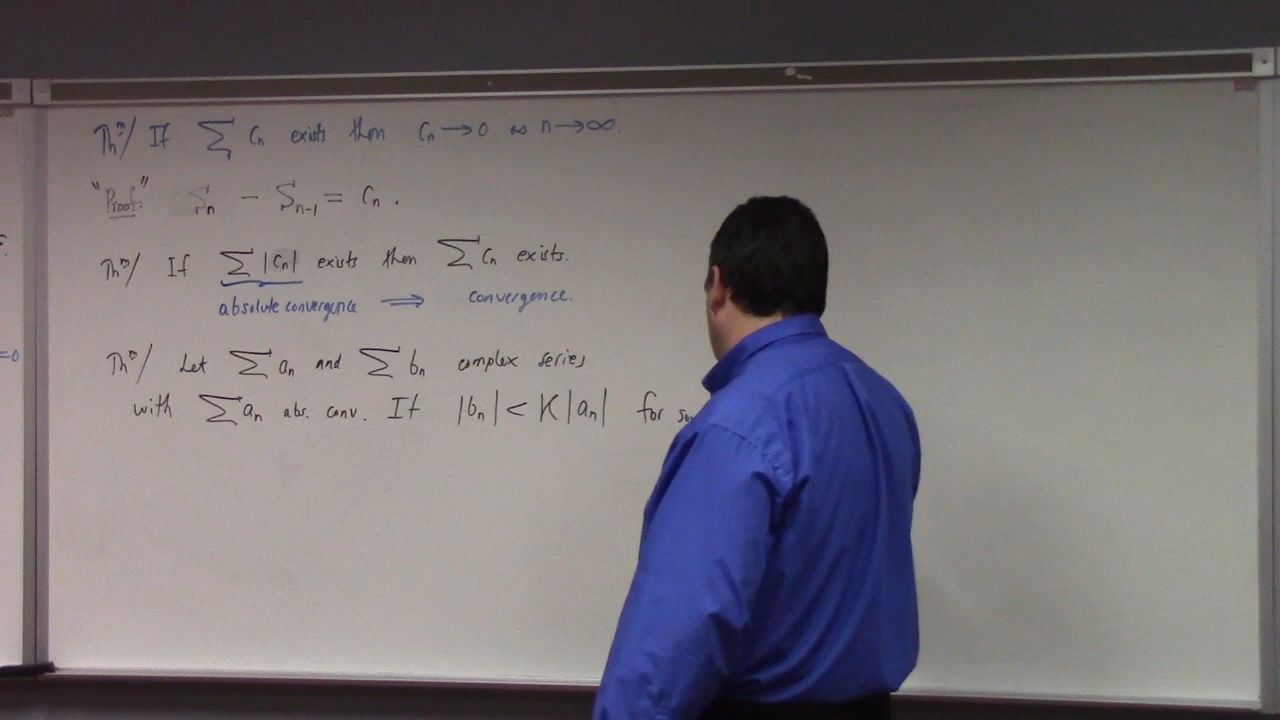 Thᵐ/ If ∑ cₙ exists then cₙ → 0 as n → ∞.
"Proof:" Sₙ − Sₙ₋₁ = cₙ.
Thᵐ/ If ∑ |cₙ| exists then ∑ cₙ exists.
absolute convergence ⟹ convergence.
Thᵐ/ Let ∑ aₙ and ∑ bₙ complex series
with ∑ aₙ abs. conv. If |bₙ| < K |aₙ| for
=0